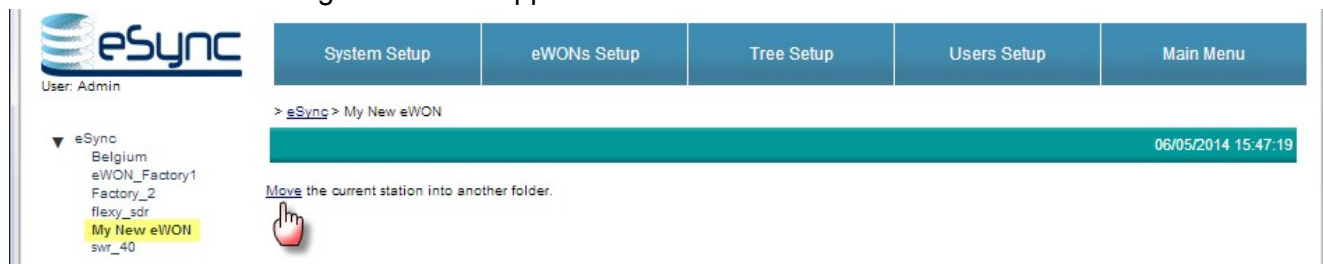 eSync
System Setup eWONs Setup Tree Setup Users Setup Main Menu
User: Admin
> eSync > My New eWON
06/05/2014 15:47:19
eSync
Belgium
eWON_Factory1
Factory_2
flexy_sdr
My New eWON
swr_40
Move the current station into another folder.